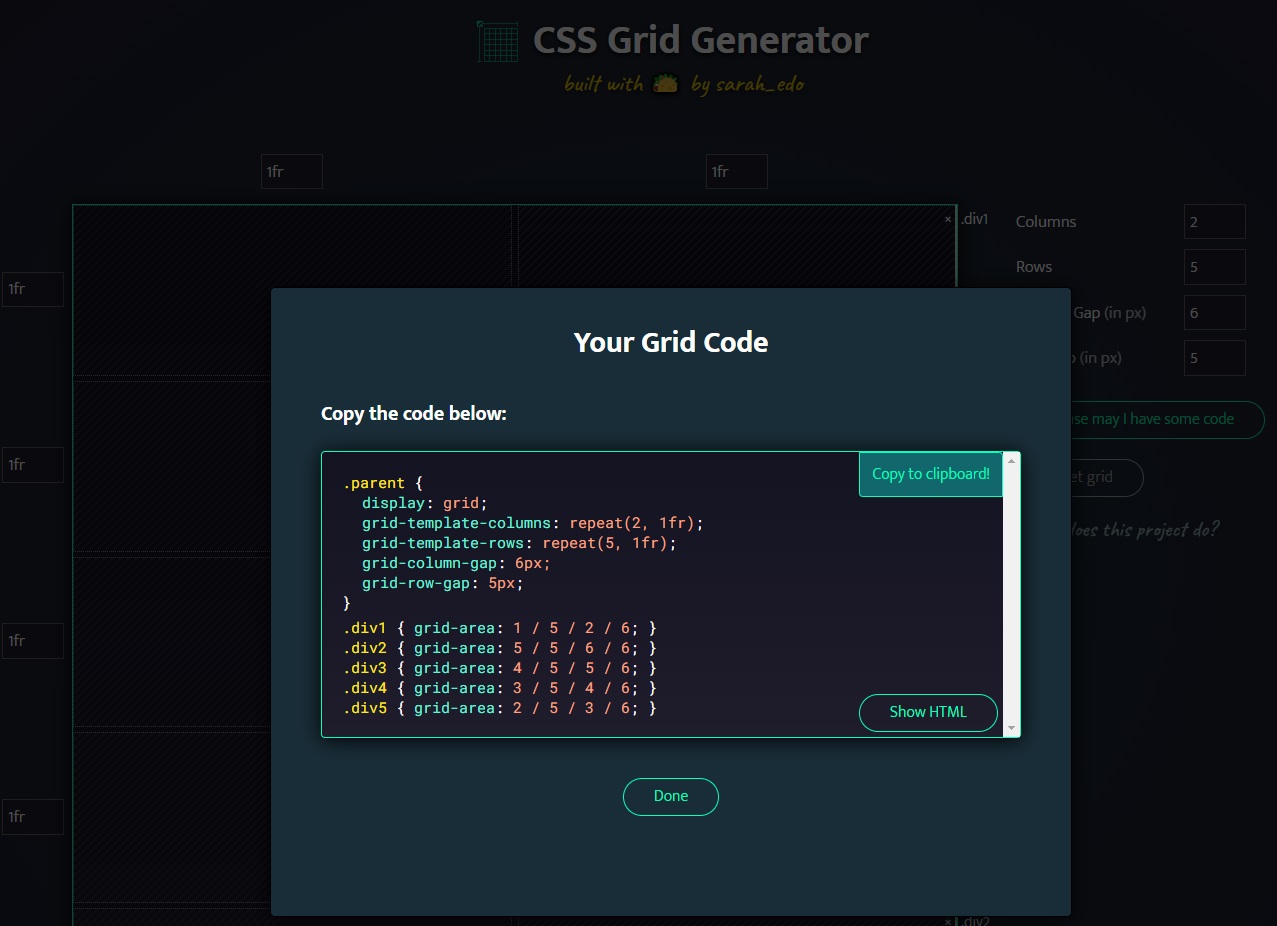 CSS Grid Generator
built with 🌮 by sarah_edo
1fr
1fr
× .div1
Columns
2
1fr
Rows
5
Gap (in px)
6
(in px)
5
may I have some code
grid
does this project do?
Your Grid Code
Copy the code below:
Copy to clipboard!
.parent {
display: grid;
grid-template-columns: repeat(2, 1fr);
grid-template-rows: repeat(5, 1fr);
grid-column-gap: 6px;
grid-row-gap: 5px;
}
.div1 { grid-area: 1 / 5 / 2 / 6; }
.div2 { grid-area: 5 / 5 / 6 / 6; }
.div3 { grid-area: 4 / 5 / 5 / 6; }
.div4 { grid-area: 3 / 5 / 4 / 6; }
.div5 { grid-area: 2 / 5 / 3 / 6; }
Show HTML
Done
1fr
1fr
1fr
× .div2